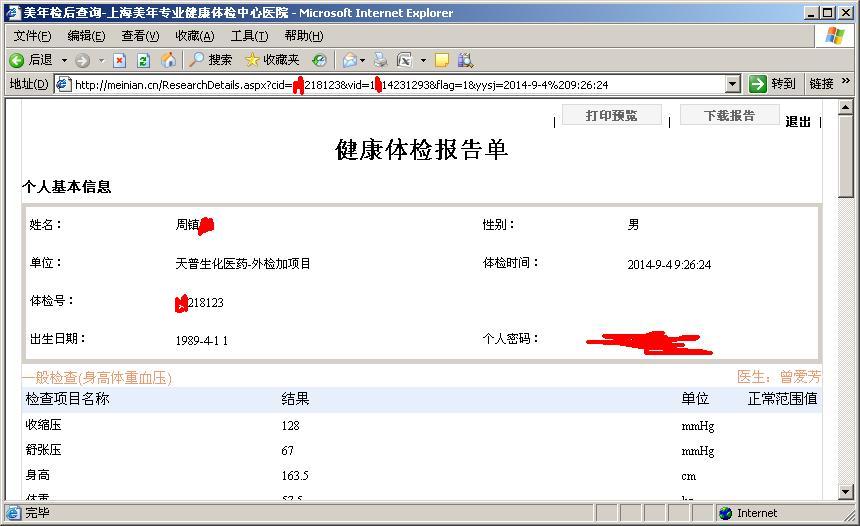 美年检后查询-上海美年专业健康体检中心医院 - Microsoft Internet Explorer
文件(F) 编辑(E) 查看(V) 收藏(A) 工具(T) 帮助(H)
后退 搜索 收藏夹
地址(D) http://meinian.cn/ResearchDetails.aspx?cid= 218123&vid=1 14231293&flag=1&yysj=2014-9-4%209:26:24 转到 链接 »
| 打印预览 | 下载报告 退出 |
健康体检报告单
个人基本信息
姓名： 周镇 性别： 男
单位： 天普生化医药-外检加项目 体检时间： 2014-9-4 9:26:24
体检号： 218123
出生日期： 1989-4-1 1 个人密码：
一般检查(身高体重血压) 医生：曾爱芳
检查项目名称 结果 单位 正常范围值
收缩压 128 mmHg
舒张压 67 mmHg
身高 163.5 cm
体重 kg
完毕 Internet